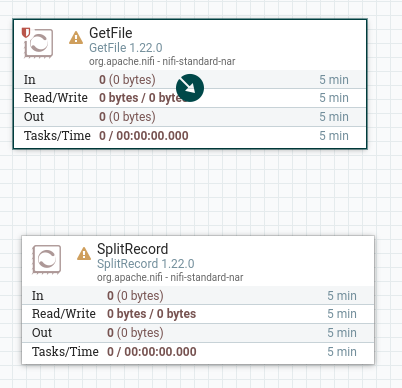 GetFile
GetFile 1.22.0
org.apache.nifi - nifi-standard-nar
In 0 (0 bytes) 5 min
Read/Write 0 bytes / 0 bytes 5 min
Out 0 (0 bytes) 5 min
Tasks/Time 0 / 00:00:00.000 5 min
SplitRecord
SplitRecord 1.22.0
org.apache.nifi - nifi-standard-nar
In 0 (0 bytes) 5 min
Read/Write 0 bytes / 0 bytes 5 min
Out 0 (0 bytes) 5 min
Tasks/Time 0 / 00:00:00.000 5 min